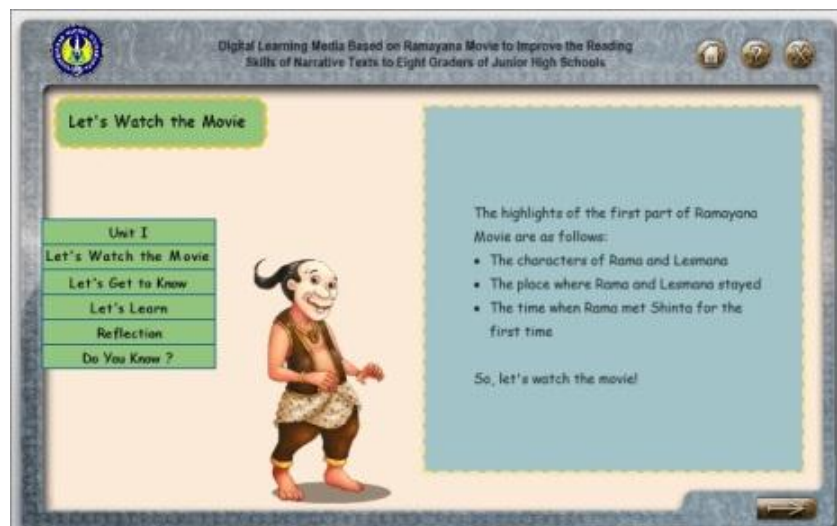 Digital Learning Media Based on Ramayana Movie to Improve the Reading
Skills of Narrative Texts to Eight Graders of Junior High Schools
?
Let's Watch the Movie
Unit I
Let's Watch the Movie
Let's Get to Know
Let's Learn
Reflection
Do You Know ?
The highlights of the first part of Ramayana
Movie are as follows:
• The characters of Rama and Lesmana
• The place where Rama and Lesmana stayed
• The time when Rama met Shinta for the
first time
So, let's watch the movie!